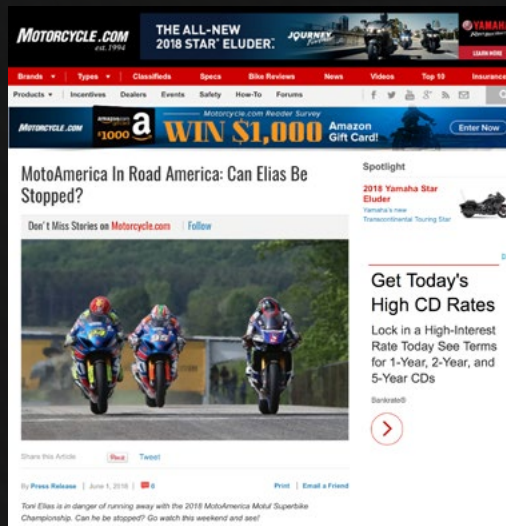 MOTORCYCLE.COM
est. 1994
THE ALL-NEW
2018 STAR ELUDER.
JOURNEY
YAMAHA
LEARN MORE
Brands Types Classifieds Specs Bike Reviews News Videos Top 10 Insurance
Products Incentives Dealers Events Safety How-To Forums
MOTORCYCLE.COM
amazon.com
$1000
a
Motorcycle.com Reader Survey
WIN $1,000
Amazon
Gift Card!
Enter Now
MotoAmerica In Road America: Can Elias Be
Stopped?
Don't Miss Stories on Motorcycle.com | Follow
Share this Article Pin it Tweet
By Press Release | June 1, 2018 | 0 Print | Email a Friend
Toni Elias is in danger of running away with the 2018 MotoAmerica Motul Superbike
Championship. Can he be stopped? Go watch this weekend and see!
Spotlight
2018 Yamaha Star
Eluder
Yamaha's new
Transcontinental Touring Star
Get Today's
High CD Rates
Lock in a High-Interest
Rate Today See Terms
for 1-Year, 2-Year, and
5-Year CDs
Bankrate®